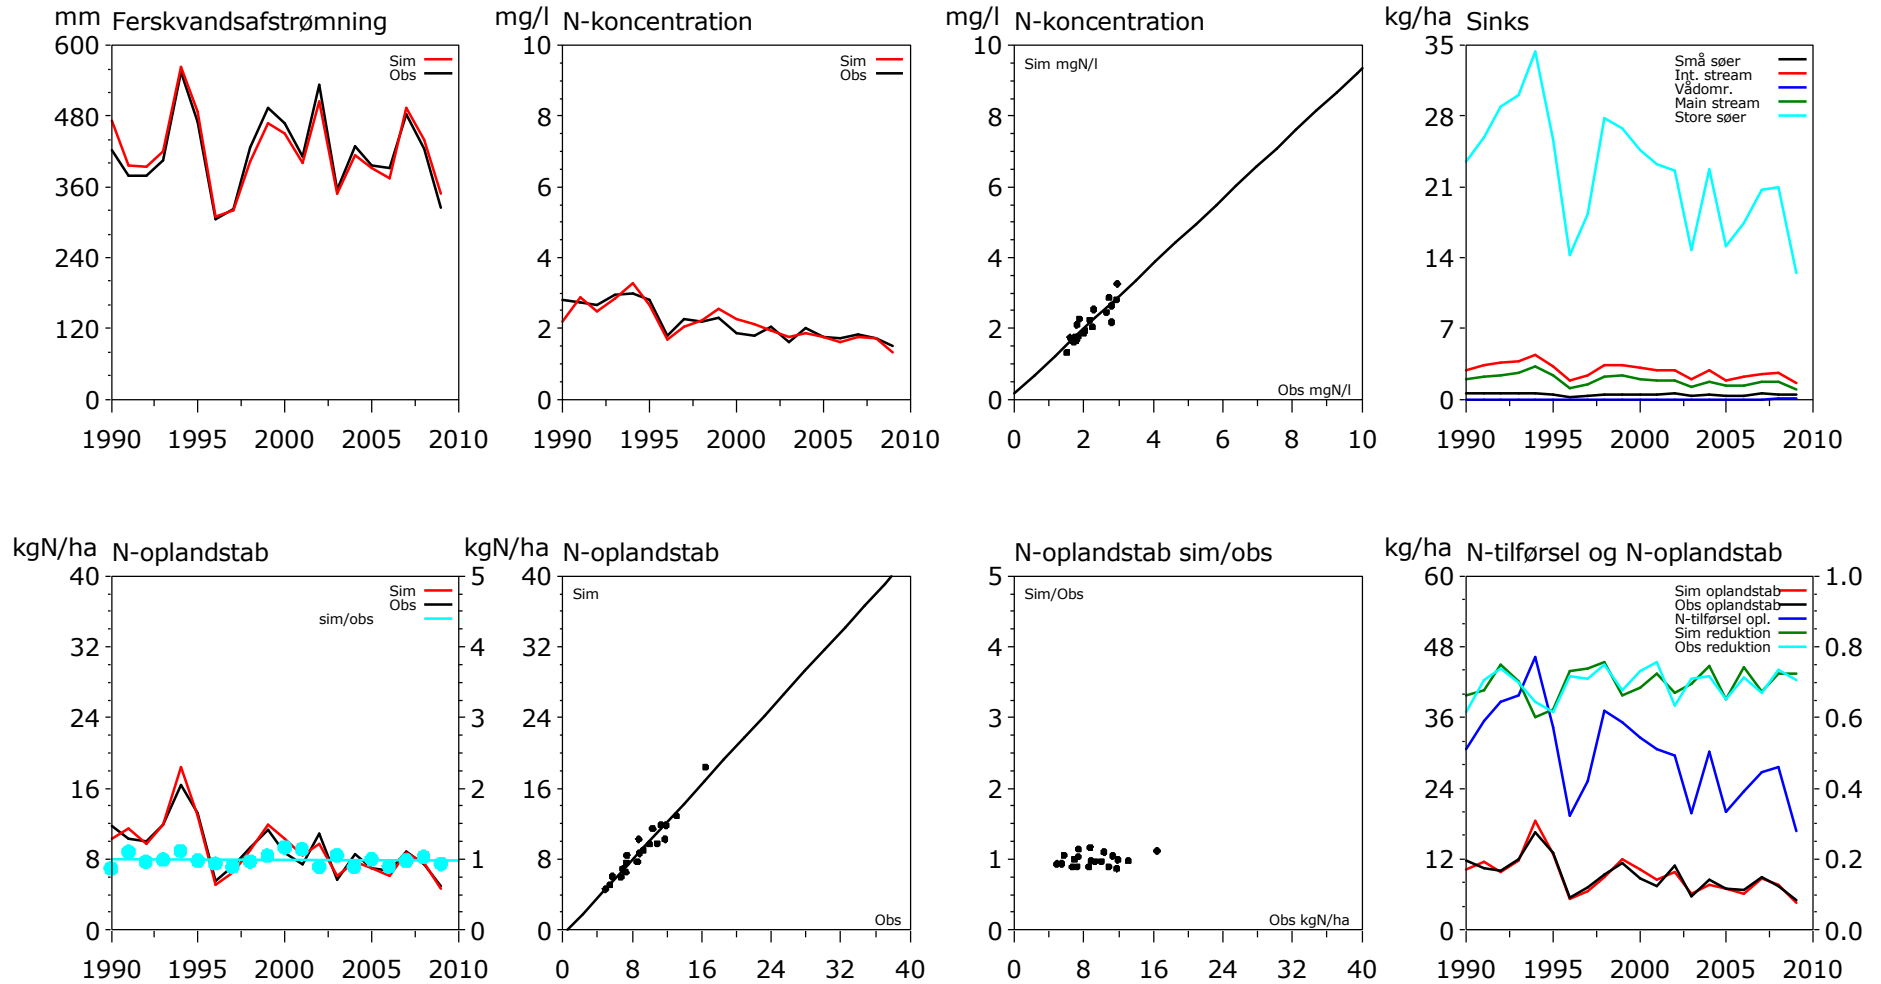 mm Ferskvandsafstrømning
600
480
360
240
120
0
Sim
Obs
1990 1995 2000 2005 2010
mg/l N-koncentration
10
8
6
4
2
0
Sim
Obs
1990 1995 2000 2005 2010
mg/l N-koncentration
10
8
6
4
2
0
Sim mgN/l
Obs mgN/l
0 2 4 6 8 10
kg/ha Sinks
35
28
21
14
7
0
Små søer
Int. stream
Vådomr.
Main stream
Store søer
1990 1995 2000 2005 2010
kgN/ha N-oplandstab
40
32
24
16
8
0
Sim
Obs
sim/obs
5
4
3
2
1
0
1990 1995 2000 2005 2010
kgN/ha N-oplandstab
40
32
24
16
8
0
Sim
Obs
0 8 16 24 32 40
N-oplandstab sim/obs
5
4
3
2
1
0
Sim/Obs
Obs kgN/ha
0 8 16 24 32 40
kg/ha N-tilførsel og N-oplandstab
60
48
36
24
12
0
Sim oplandstab
Obs oplandstab
N-tilførsel opl.
Sim reduktion
Obs reduktion
1.0
0.8
0.6
0.4
0.2
0.0
1990 1995 2000 2005 2010